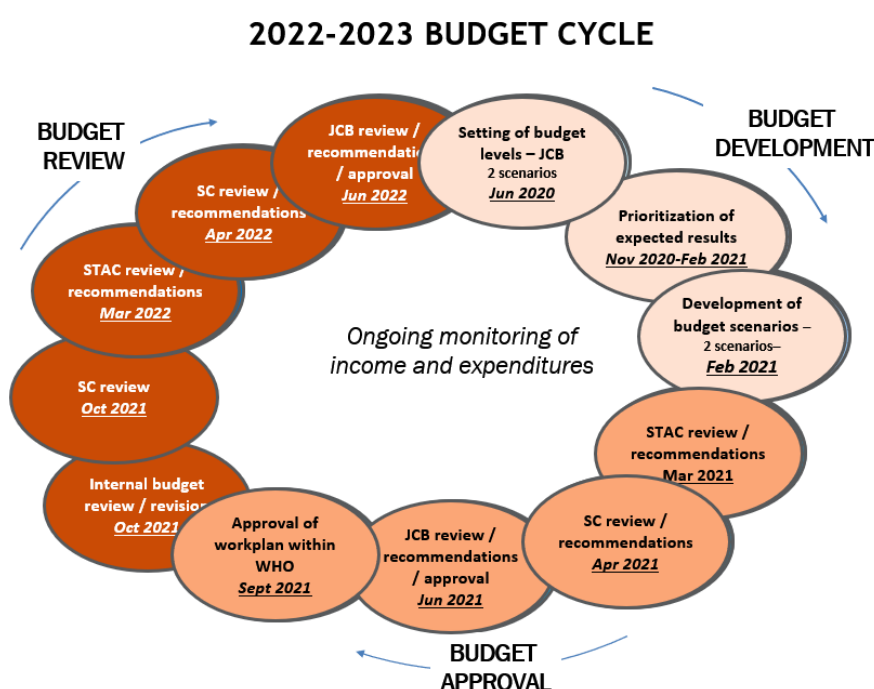 2022-2023 BUDGET CYCLE
BUDGET
REVIEW
BUDGET
DEVELOPMENT
JCB review /
recommendatio
/ approval
Jun 2022
Setting of budget
levels – JCB
2 scenarios
Jun 2020
SC review /
recommendations
Apr 2022
Prioritization of
expected results
Nov 2020-Feb 2021
STAC review /
recommendations
Mar 2022
Development of
budget scenarios –
2 scenarios–
Feb 2021
Ongoing monitoring of
income and expenditures
SC review
Oct 2021
STAC review /
recommendations
Mar 2021
Internal budget
review / revision
Oct 2021
Approval of
workplan within
WHO
Sept 2021
JCB review /
recommendations
/ approval
Jun 2021
SC review /
recommendations
Apr 2021
BUDGET
APPROVAL